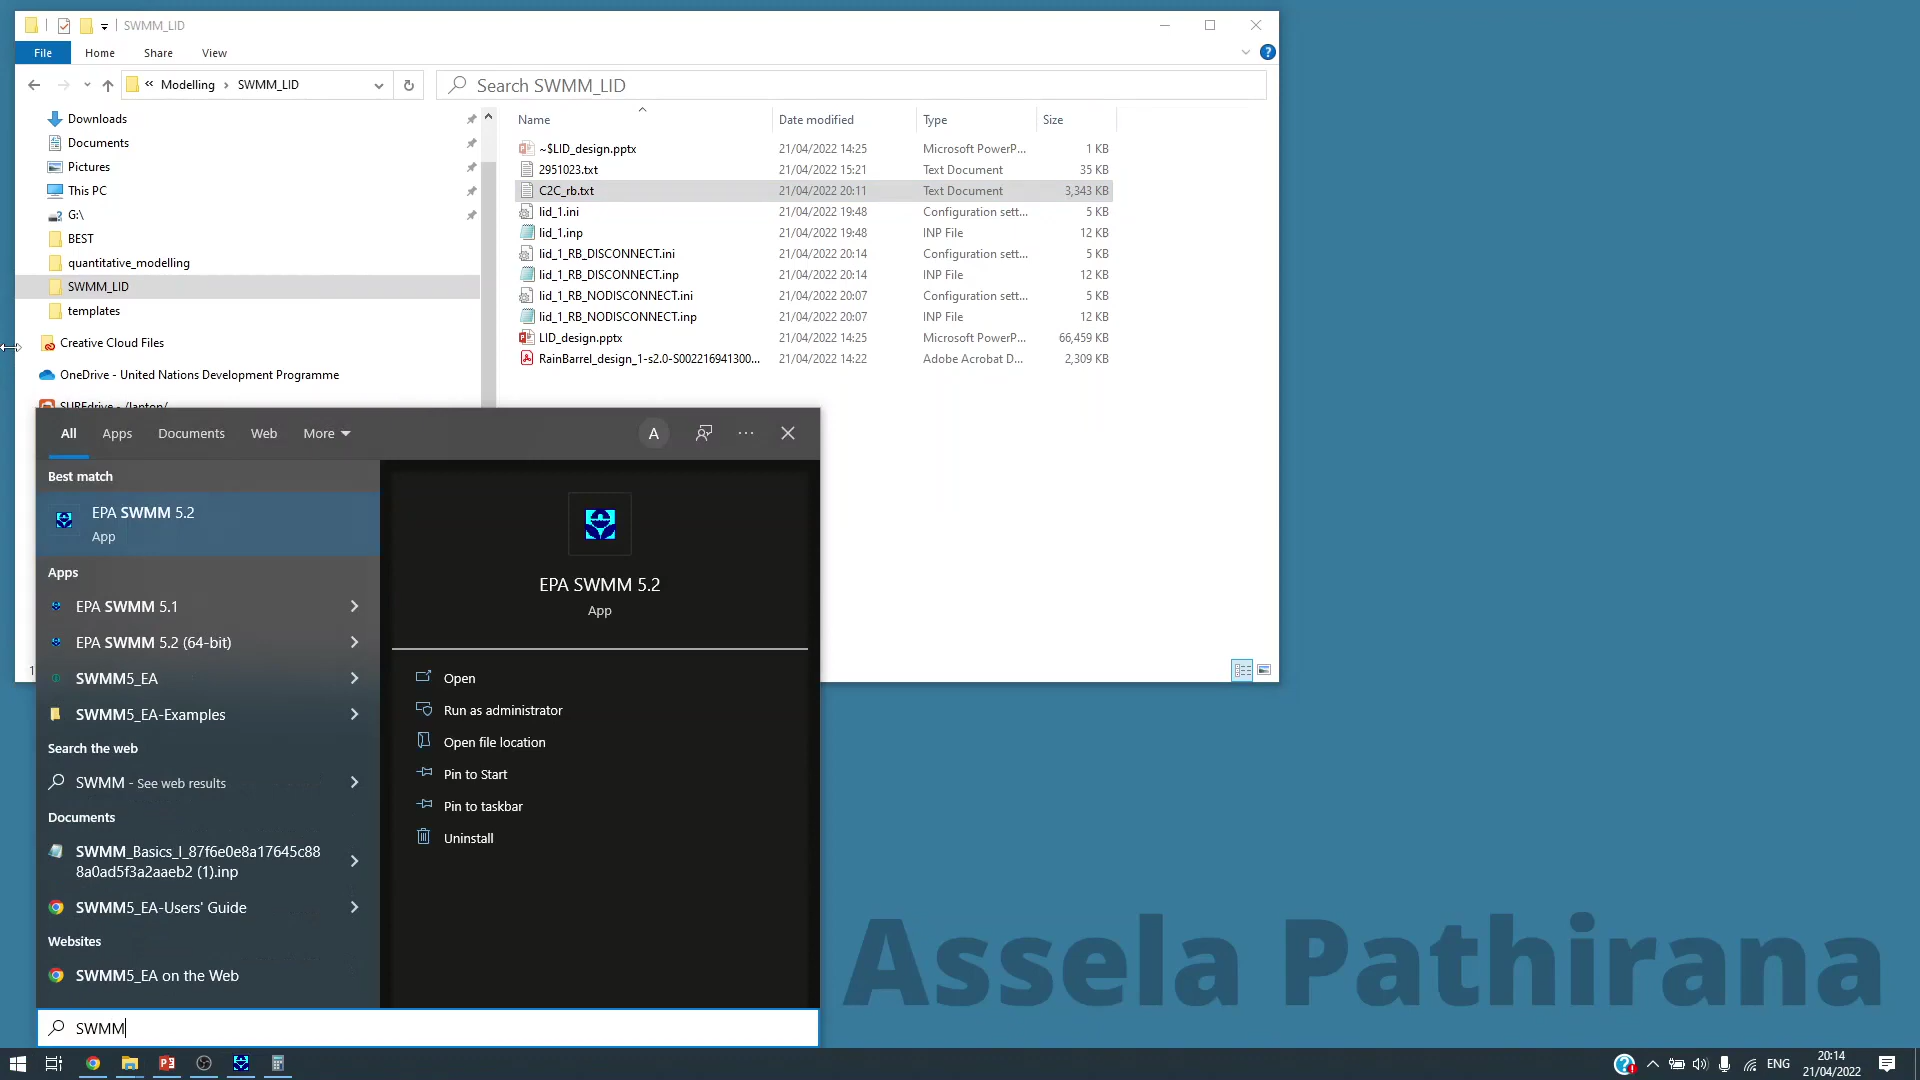 SWMM_LID
File Home Share View
« Modelling › SWMM_LID
Search SWMM_LID
Downloads
Documents
Pictures
This PC
G:\
BEST
quantitative_modelling
SWMM_LID
templates
Creative Cloud Files
OneDrive - United Nations Development Programme
SURFdrive - /laptop/
Name Date modified Type Size
~$LID_design.pptx 21/04/2022 14:25 Microsoft PowerP... 1 KB
2951023.txt 21/04/2022 15:21 Text Document 35 KB
C2C_rb.txt 21/04/2022 20:11 Text Document 3,343 KB
lid_1.ini 21/04/2022 19:48 Configuration sett... 5 KB
lid_1.inp 21/04/2022 19:48 INP File 12 KB
lid_1_RB_DISCONNECT.ini 21/04/2022 20:14 Configuration sett... 5 KB
lid_1_RB_DISCONNECT.inp 21/04/2022 20:14 INP File 12 KB
lid_1_RB_NODISCONNECT.ini 21/04/2022 20:07 Configuration sett... 5 KB
lid_1_RB_NODISCONNECT.inp 21/04/2022 20:07 INP File 12 KB
LID_design.pptx 21/04/2022 14:25 Microsoft PowerP... 66,459 KB
RainBarrel_design_1-s2.0-S002216941300... 21/04/2022 14:22 Adobe Acrobat D... 2,309 KB
All Apps Documents Web More
A
Best match
EPA SWMM 5.2
App
Apps
EPA SWMM 5.1
EPA SWMM 5.2 (64-bit)
SWMM5_EA
SWMM5_EA-Examples
Search the web
SWMM - See web results
Documents
SWMM_Basics_I_87f6e0e8a17645c88
8a0ad5f3a2aaeb2 (1).inp
SWMM5_EA-Users' Guide
Websites
SWMM5_EA on the Web
EPA SWMM 5.2
App
Open
Run as administrator
Open file location
Pin to Start
Pin to taskbar
Uninstall
SWMM
Assela Pathirana
ENG
20:14
21/04/2022